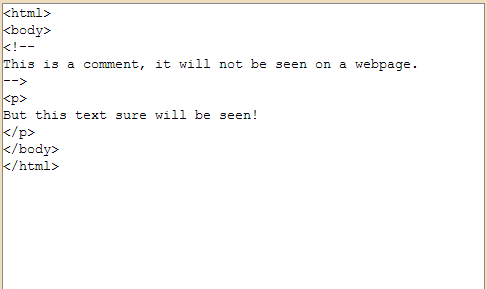 <html>
<body>
<!--
This is a comment, it will not be seen on a webpage.
-->
<p>
But this text sure will be seen!
</p>
</body>
</html>